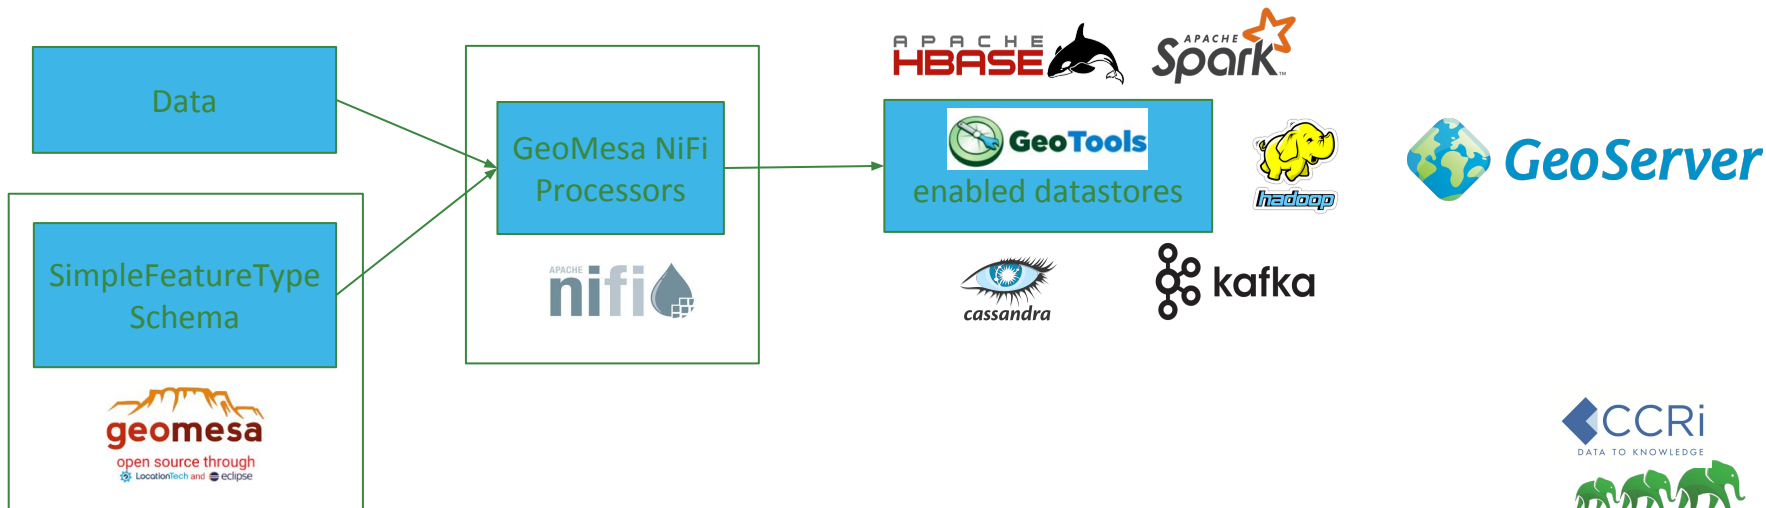 Data
SimpleFeatureType
Schema
geomesa
open source through
LocationTech and eclipse
GeoMesa NiFi
Processors
APACHE
nifi
APACHE
HBASE
APACHE
Spark™
GeoTools
enabled datastores
hadoop
cassandra
kafka
GeoServer
CCRi
DATA TO KNOWLEDGE